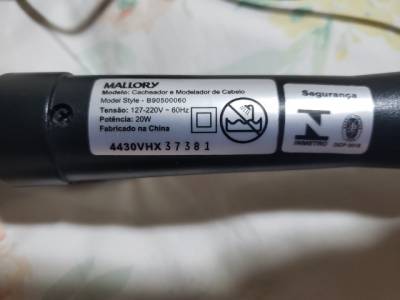 MALLORY
Modelo: Cacheador e Modelador de Cabelo
Model Style - B90500060
Tensão: 127-220V ~ 60Hz
Potência: 20W
Fabricado na China
4430VHX 37381
Segurança
INMETRO